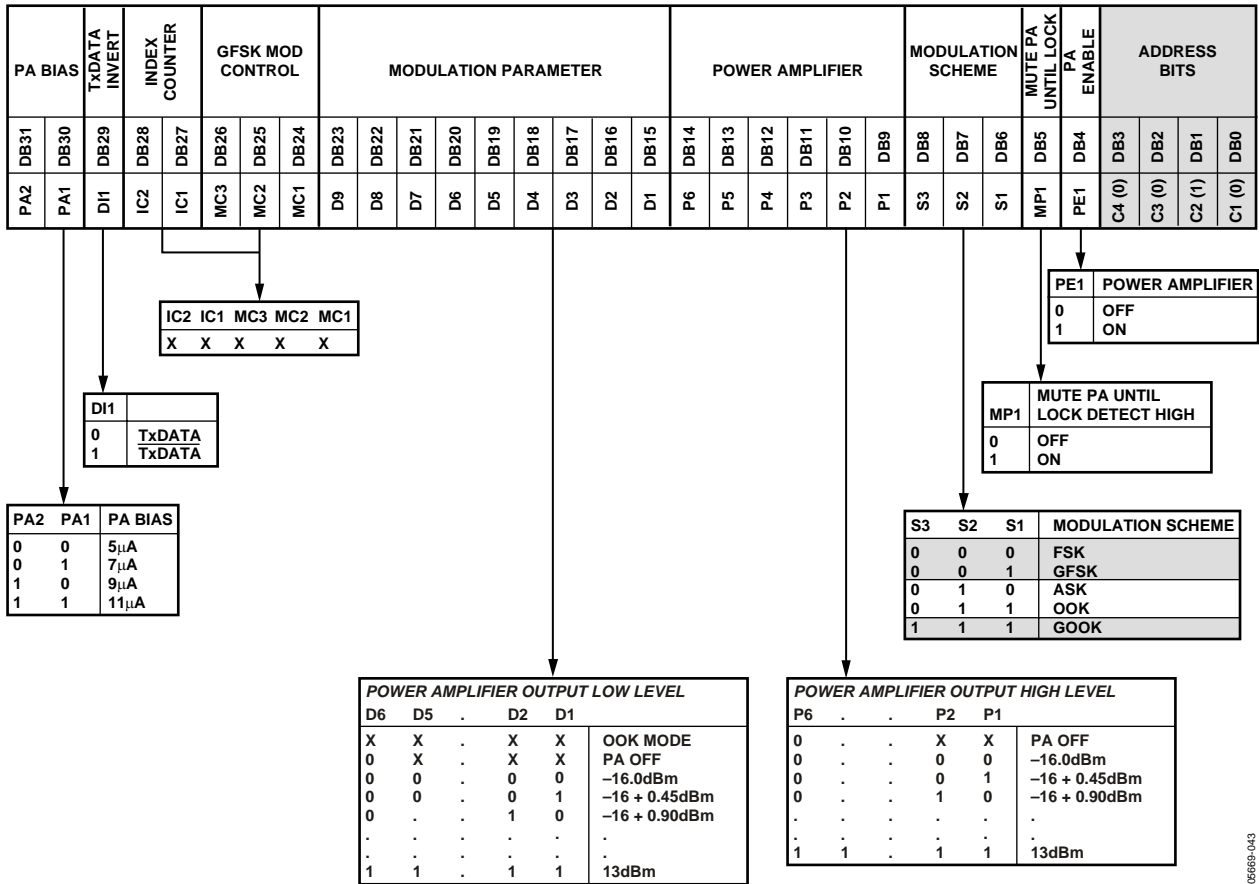 PA BIAS
TxDATA INVERT
INDEX COUNTER
GFSK MOD CONTROL
MODULATION PARAMETER
POWER AMPLIFIER
MODULATION SCHEME
MUTE PA UNTIL LOCK
PA ENABLE
ADDRESS BITS
DB31 DB30 DB29 DB28 DB27 DB26 DB25 DB24 DB23 DB22 DB21 DB20 DB19 DB18 DB17 DB16 DB15 DB14 DB13 DB12 DB11 DB10 DB9 DB8 DB7 DB6 DB5 DB4 DB3 DB2 DB1 DB0
PA2 PA1 DI1 IC2 IC1 MC3 MC2 MC1 D9 D8 D7 D6 D5 D4 D3 D2 D1 P6 P5 P4 P3 P2 P1 S3 S2 S1 MP1 PE1 C4 (0) C3 (0) C2 (1) C1 (0)
PE1 POWER AMPLIFIER
0 OFF
1 ON
IC2 IC1 MC3 MC2 MC1
X X X X X
MP1 MUTE PA UNTIL LOCK DETECT HIGH
0 OFF
1 ON
DI1
0 TxDATA
1 TxDATA
PA2 PA1 PA BIAS
0 0 5µA
0 1 7µA
1 0 9µA
1 1 11µA
S3 S2 S1 MODULATION SCHEME
0 0 0 FSK
0 0 1 GFSK
0 1 0 ASK
0 1 1 OOK
1 1 1 GOOK
POWER AMPLIFIER OUTPUT LOW LEVEL
D6 D5 . D2 D1
X X . X X OOK MODE
0 X . X X PA OFF
0 0 . 0 0 –16.0dBm
0 0 . 0 1 –16 + 0.45dBm
0 . . 1 0 –16 + 0.90dBm
. . . . . .
. . . . . .
1 1 . 1 1 13dBm
POWER AMPLIFIER OUTPUT HIGH LEVEL
P6 . . P2 P1
0 . . X X PA OFF
0 . . 0 0 –16.0dBm
0 . . 0 1 –16 + 0.45dBm
0 . . 1 0 –16 + 0.90dBm
. . . . . .
. . . . . .
1 1 . 1 1 13dBm
05669-043